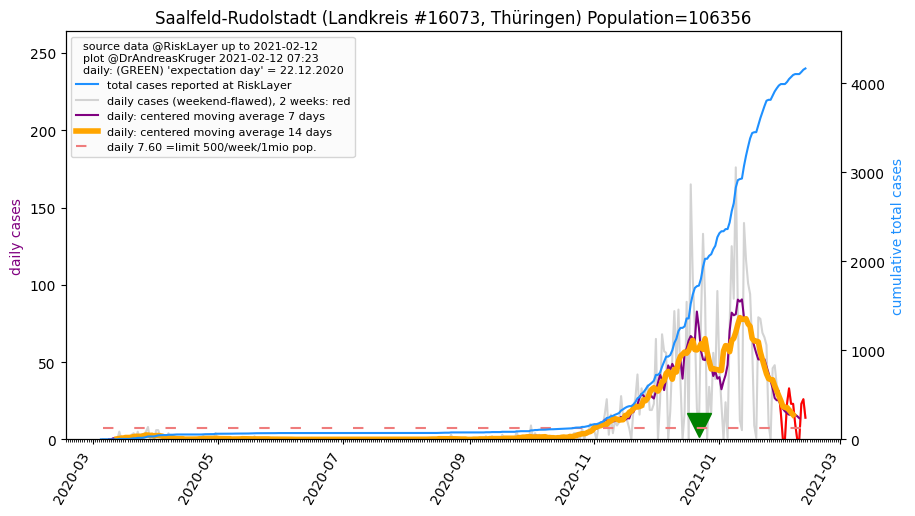 Saalfeld-Rudolstadt (Landkreis #16073, Thüringen) Population=106356
source data @RiskLayer up to 2021-02-12
plot @DrAndreasKruger 2021-02-12 07:23
daily: (GREEN) 'expectation day' = 22.12.2020
total cases reported at RiskLayer
daily cases (weekend-flawed), 2 weeks: red
daily: centered moving average 7 days
daily: centered moving average 14 days
daily 7.60 =limit 500/week/1mio pop.
daily cases
250
200
150
100
50
0
cumulative total cases
4000
3000
2000
1000
0
2020-03
2020-05
2020-07
2020-09
2020-11
2021-01
2021-03